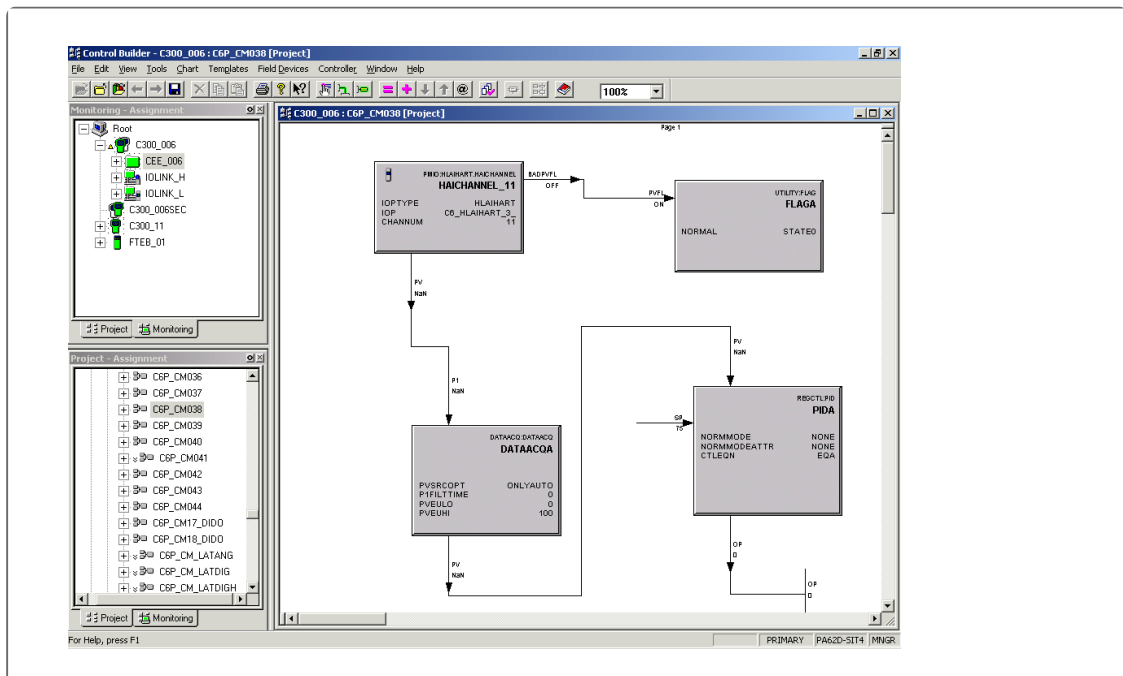 Control Builder - C300_006 : C6P_CM038 [Project]
File Edit View Tools Chart Templates Field Devices Controller Window Help
100%
Monitoring - Assignment
Root
C300_006
CEE_006
IOLINK_H
IOLINK_L
C300_006SEC
C300_11
FTEB_01
Project Monitoring
Project - Assignment
C6P_CM036
C6P_CM037
C6P_CM038
C6P_CM039
C6P_CM040
C6P_CM041
C6P_CM042
C6P_CM043
C6P_CM044
C6P_CM17_DIDO
C6P_CM18_DIDO
C6P_CM_LATANG
C6P_CM_LATDIG
C6P_CM_LATDIGH
Project Monitoring
C300_006 : C6P_CM038 [Project]
Page 1
HLAIHART.HAICHANNEL
HAICHANNEL_11
IOPTYPE HLAIHART
IOP C6_HLAIHART_3_
CHANNUM 11
BADPVFL
OFF
PVFL
ON
UTILITY:FLAG
FLAGA
NORMAL STATE0
PV
NaN
P1
NaN
DATAACQ:DATAACQ
DATAACQA
PVSRCOPT ONLYAUTO
P1FILTTIME 0
PVEULO 0
PVEUHI 100
PV
NaN
PV
NaN
SP
75
REGCTL:PID
PIDA
NORMMODE NONE
NORMMODEATTR NONE
CTLEQN EQA
OP
0
OP
0
For Help, press F1
PRIMARY PA62D-SIT4 MNGR